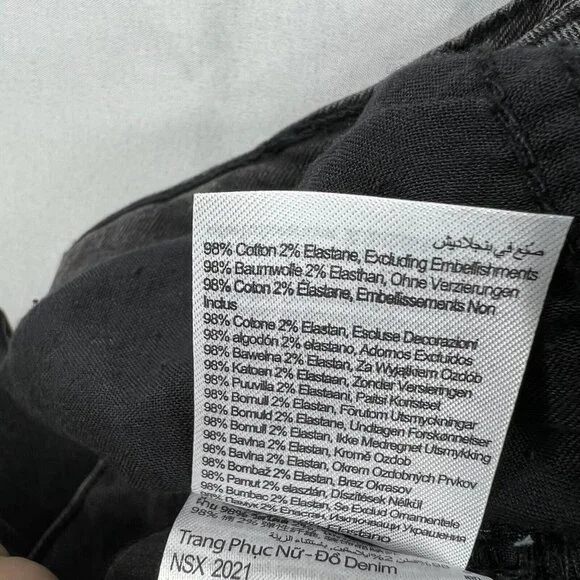 صنع في بنجلاديش
98% Cotton 2% Elastane, Excluding Embellishments
98% Baumwolle 2% Elasthan, Ohne Verzierungen
98% Coton 2% Elastane, Embellissements Non
Inclus
98% Cotone 2% Elastan, Escluse Decorazioni
98% algodón 2% elastano, Adornos Excluidos
98% Bawełna 2% Elastan, Za Wyjątkiem Ozdób
98% Katoen 2% Elastaan, Zonder Versieringen
98% Puuvilla 2% Elastaani, Paitsi Koristeet
98% Bomull 2% Elastan, Förutom Utsmyckningar
98% Bomuld 2% Elastane, Undtagen Forskønnelser
98% Bomull 2% Elastan, Ikke Medregnet Utsmykking
98% Bavlna 2% Elastan, Kromě Ozdob
98% Bavlna 2% Elastan, Okrem Ozdobných Prvkov
98% Bombaž 2% Elastan, Brez Okrasov
98% Pamut 2% elasztán, Díszítések Nélkül
98% Bumbac 2% Elastan, Se Exclud Ornamentele
Trang Phục Nữ - Đồ Denim
NSX 2021